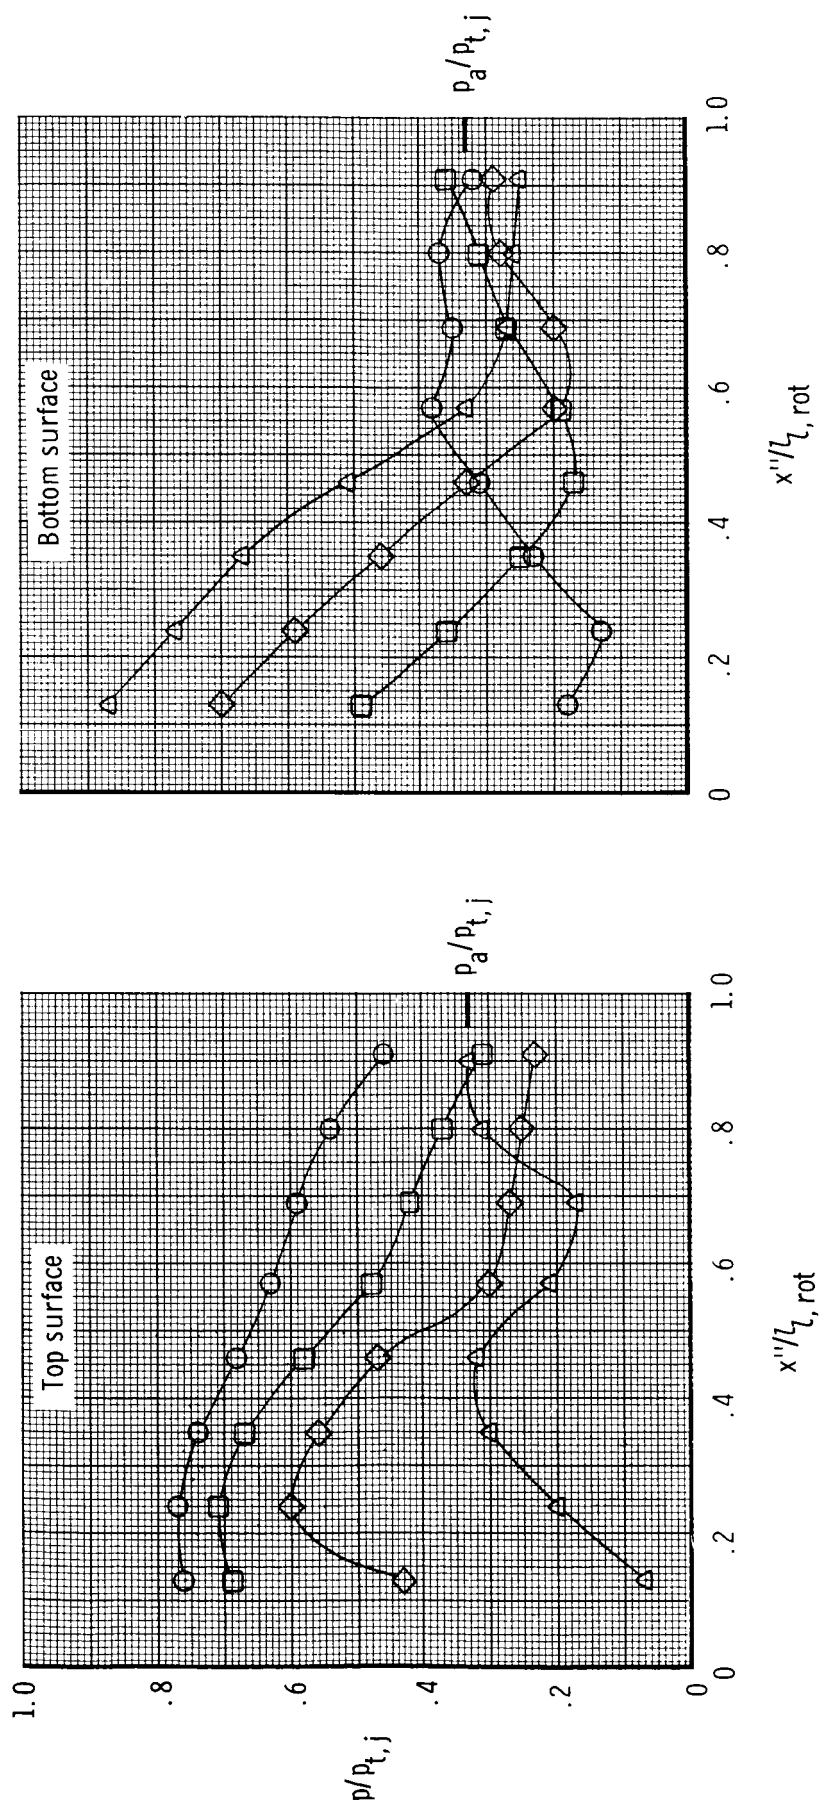 Top surface
1.0
.8
.6
.4
.2
0
p/p_t,j
p_a/p_t,j
0
.2
.4
.6
.8
1.0
x''/l_l, rot
Bottom surface
p_a/p_t,j
0
.2
.4
.6
.8
1.0
x''/l_l, rot